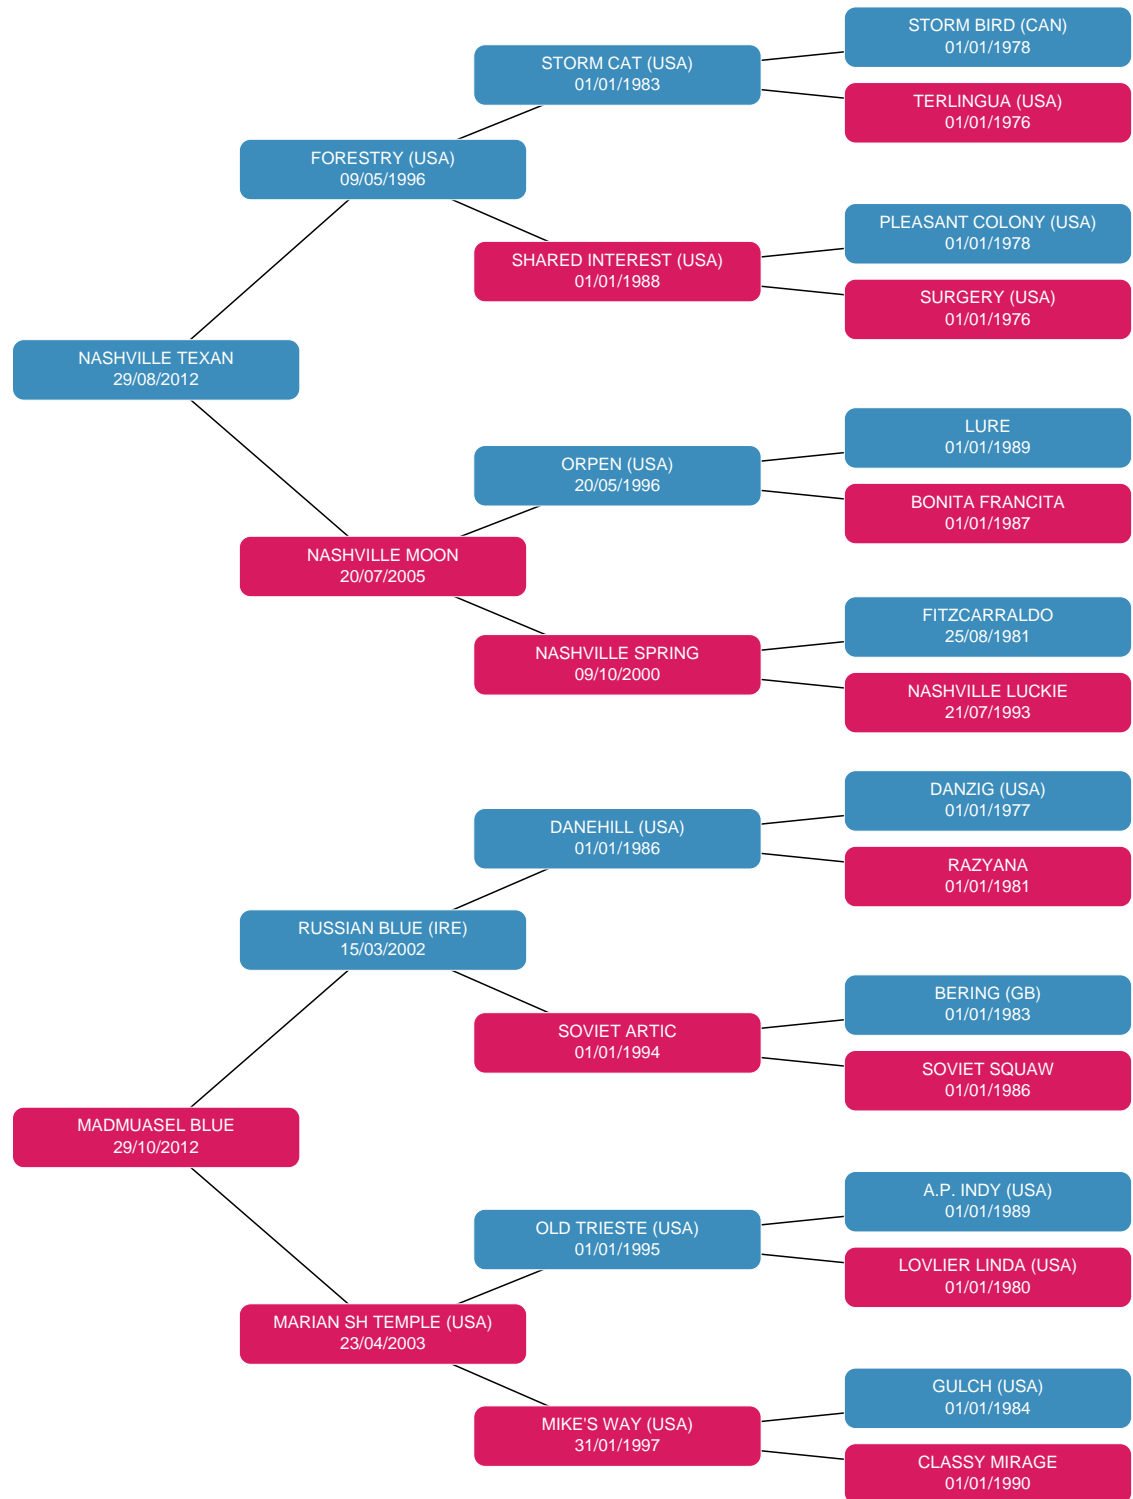 STORM BIRD (CAN)
01/01/1978
STORM CAT (USA)
01/01/1983
TERLINGUA (USA)
01/01/1976
FORESTRY (USA)
09/05/1996
PLEASANT COLONY (USA)
01/01/1978
SHARED INTEREST (USA)
01/01/1988
SURGERY (USA)
01/01/1976
NASHVILLE TEXAN
29/08/2012
LURE
01/01/1989
ORPEN (USA)
20/05/1996
BONITA FRANCITA
01/01/1987
NASHVILLE MOON
20/07/2005
FITZCARRALDO
25/08/1981
NASHVILLE SPRING
09/10/2000
NASHVILLE LUCKIE
21/07/1993
DANZIG (USA)
01/01/1977
DANEHILL (USA)
01/01/1986
RAZYANA
01/01/1981
RUSSIAN BLUE (IRE)
15/03/2002
BERING (GB)
01/01/1983
SOVIET ARTIC
01/01/1994
SOVIET SQUAW
01/01/1986
MADMUASEL BLUE
29/10/2012
A.P. INDY (USA)
01/01/1989
OLD TRIESTE (USA)
01/01/1995
LOVLIER LINDA (USA)
01/01/1980
MARIAN SH TEMPLE (USA)
23/04/2003
GULCH (USA)
01/01/1984
MIKE'S WAY (USA)
31/01/1997
CLASSY MIRAGE
01/01/1990